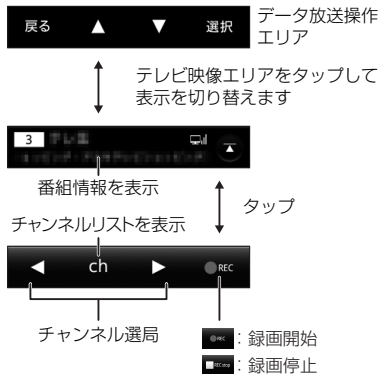 戻る ▲ ▼ 選択
データ放送操作
エリア
テレビ映像エリアをタップして
表示を切り替えます
3
番組情報を表示
タップ
チャンネルリストを表示
◀ ch ▶ ●REC
チャンネル選局
●REC：録画開始
■REC stop：録画停止